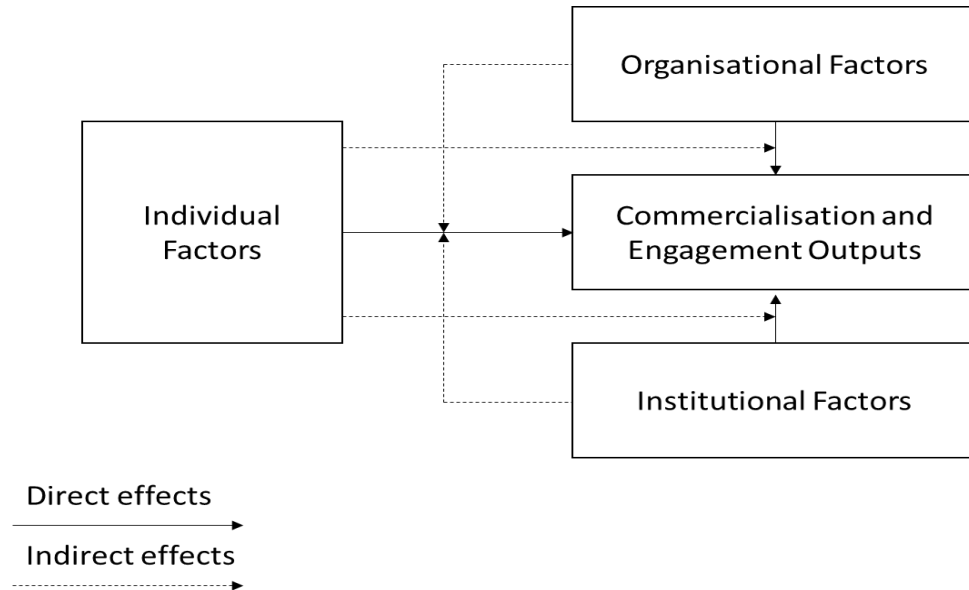 Organisational Factors
Individual
Factors
Commercialisation and
Engagement Outputs
Institutional Factors
Direct effects
Indirect effects